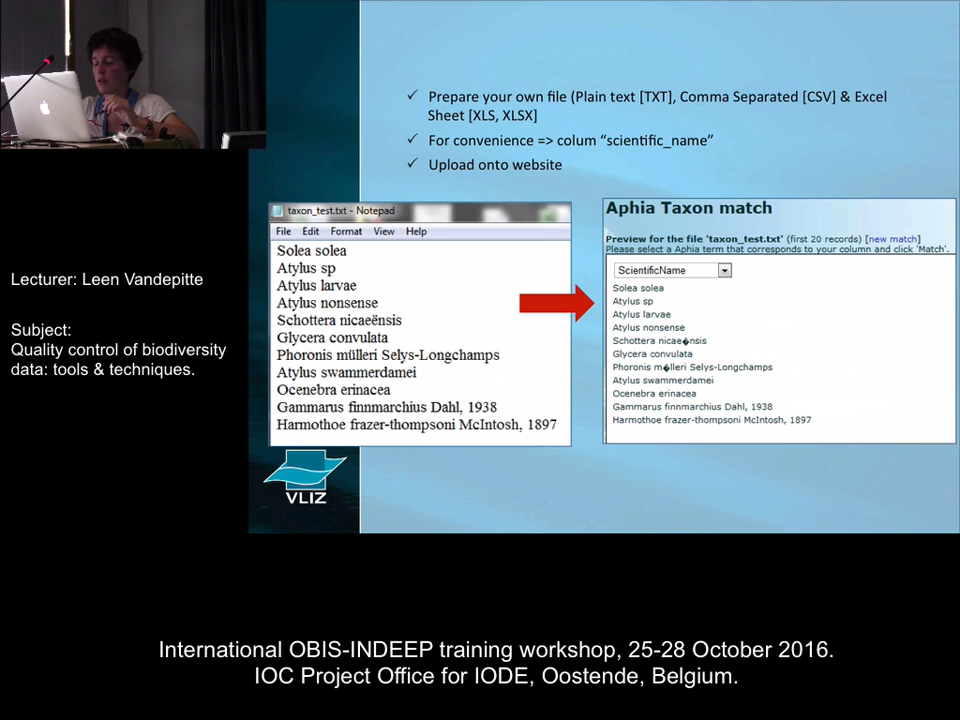 ✓ Prepare your own file (Plain text [TXT], Comma Separated [CSV] & Excel
Sheet [XLS, XLSX]
✓ For convenience => colum “scientific_name”
✓ Upload onto website
taxon_test.txt - Notepad
File Edit Format View Help
Solea solea
Atylus sp
Atylus larvae
Atylus nonsense
Schottera nicaeënsis
Glycera convulata
Phoronis mülleri Selys-Longchamps
Atylus swammerdamei
Ocenebra erinacea
Gammarus finnmarchius Dahl, 1938
Harmothoe frazer-thompsoni McIntosh, 1897
Aphia Taxon match
Preview for the file 'taxon_test.txt' (first 20 records) [new match]
Please select a Aphia term that corresponds to your column and click 'Match'.
ScientificName
Solea solea
Atylus sp
Atylus larvae
Atylus nonsense
Schottera nicae�nsis
Glycera convulata
Phoronis m�lleri Selys-Longchamps
Atylus swammerdamei
Ocenebra erinacea
Gammarus finnmarchius Dahl, 1938
Harmothoe frazer-thompsoni McIntosh, 1897
VLIZ
Lecturer: Leen Vandepitte
Subject:
Quality control of biodiversity
data: tools & techniques.
International OBIS-INDEEP training workshop, 25-28 October 2016.
IOC Project Office for IODE, Oostende, Belgium.